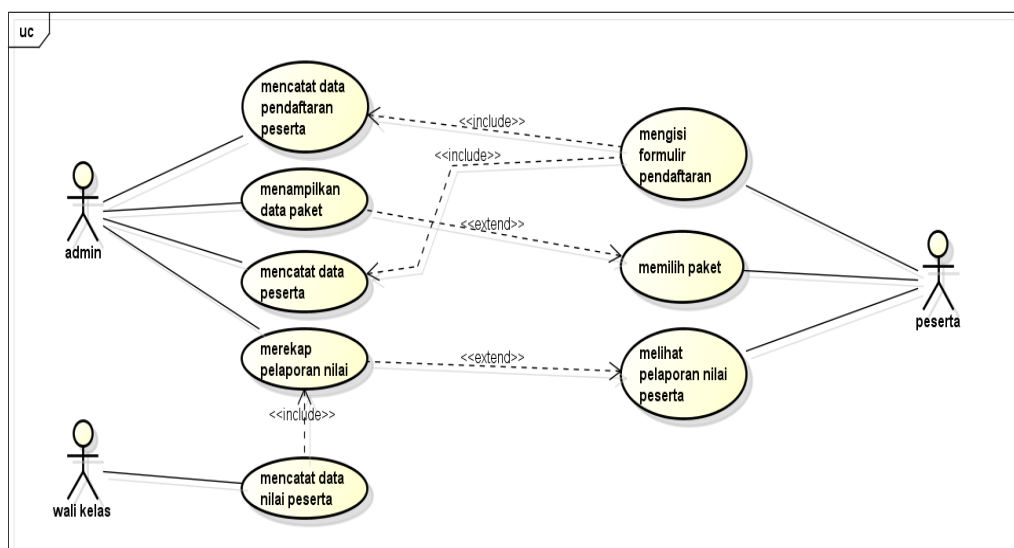 uc
mencatat data
pendaftaran
peserta
<<include>>
mengisi
formulir
pendaftaran
<<include>>
menampilkan
data paket
admin
<<extend>>
memilih paket
mencatat data
peserta
peserta
merekap
pelaporan nilai
<<extend>>
melihat
pelaporan nilai
peserta
<<include>>
mencatat data
nilai peserta
wali kelas